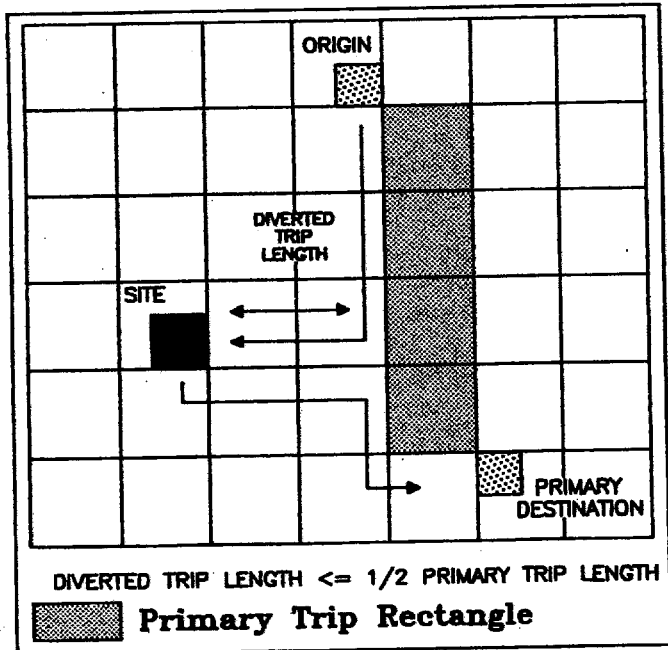 ORIGIN
DIVERTED
TRIP
LENGTH
SITE
PRIMARY
DESTINATION
DIVERTED TRIP LENGTH <= 1/2 PRIMARY TRIP LENGTH
Primary Trip Rectangle